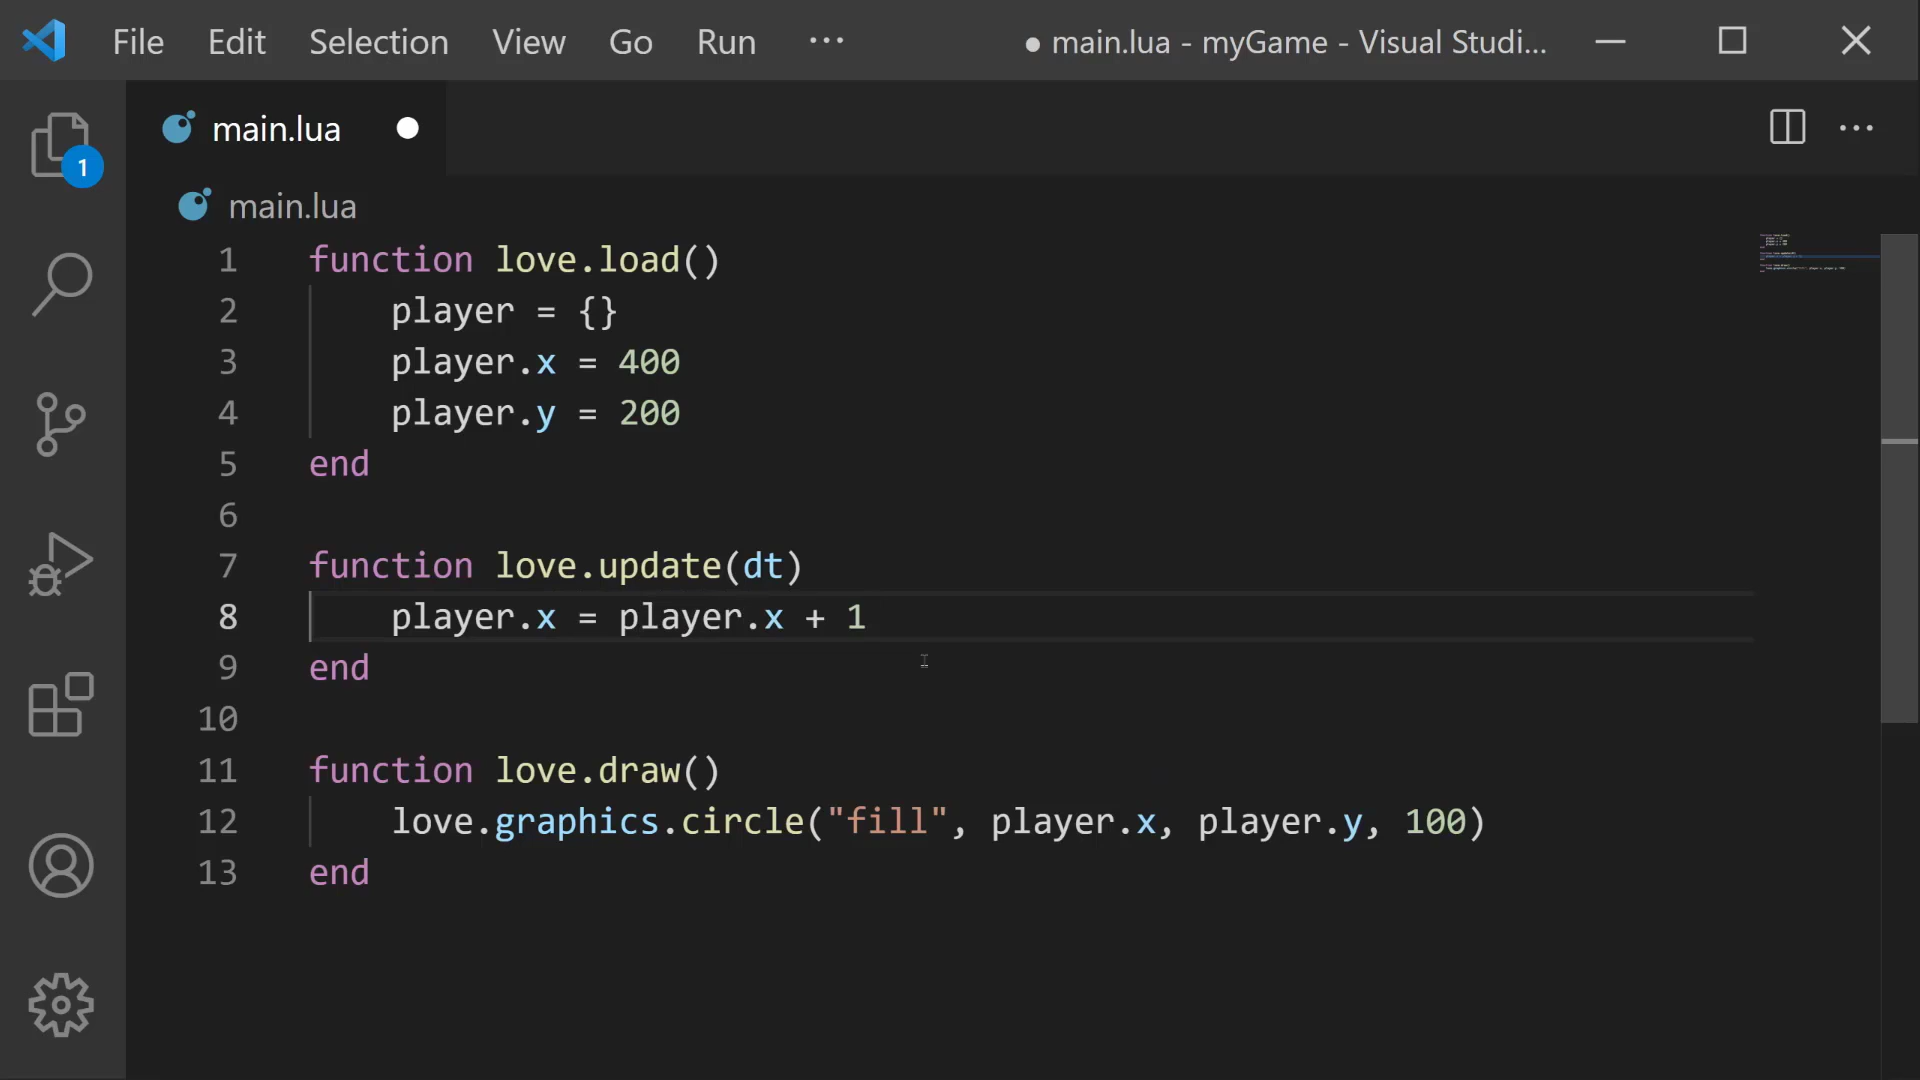 File Edit Selection View Go Run ··· ● main.lua - myGame - Visual Studi...
main.lua ●
1
main.lua
1 function love.load()
2     player = {}
3     player.x = 400
4     player.y = 200
5 end
6
7 function love.update(dt)
8     player.x = player.x + 1
9 end
10
11 function love.draw()
12     love.graphics.circle("fill", player.x, player.y, 100)
13 end